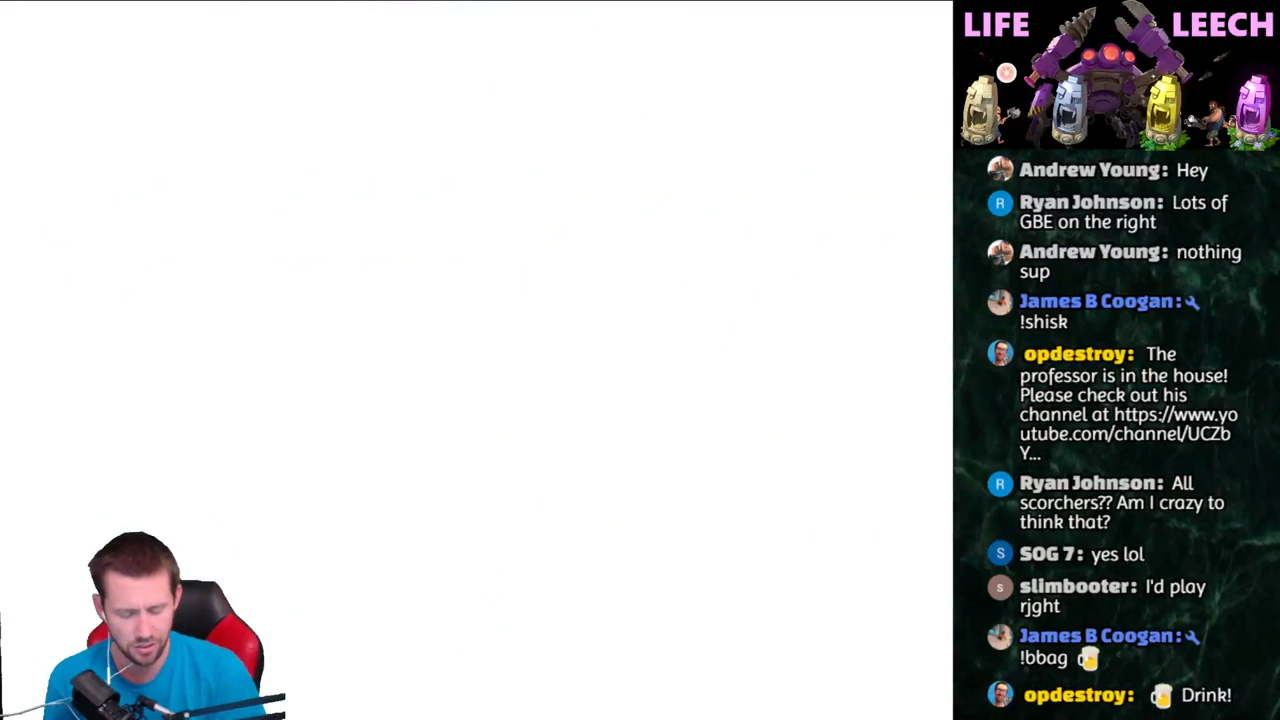 LIFE LEECH
Andrew Young: Hey
Ryan Johnson: Lots of
GBE on the right
Andrew Young: nothing
sup
James B Coogan:
!shisk
opdestroy: The
professor is in the house!
Please check out his
channel at https://www.yo
utube.com/channel/UCZb
Y...
Ryan Johnson: All
scorchers?? Am I crazy to
think that?
SOG 7: yes lol
slimbooter: I'd play
rjght
James B Coogan:
!bbag
opdestroy: Drink!